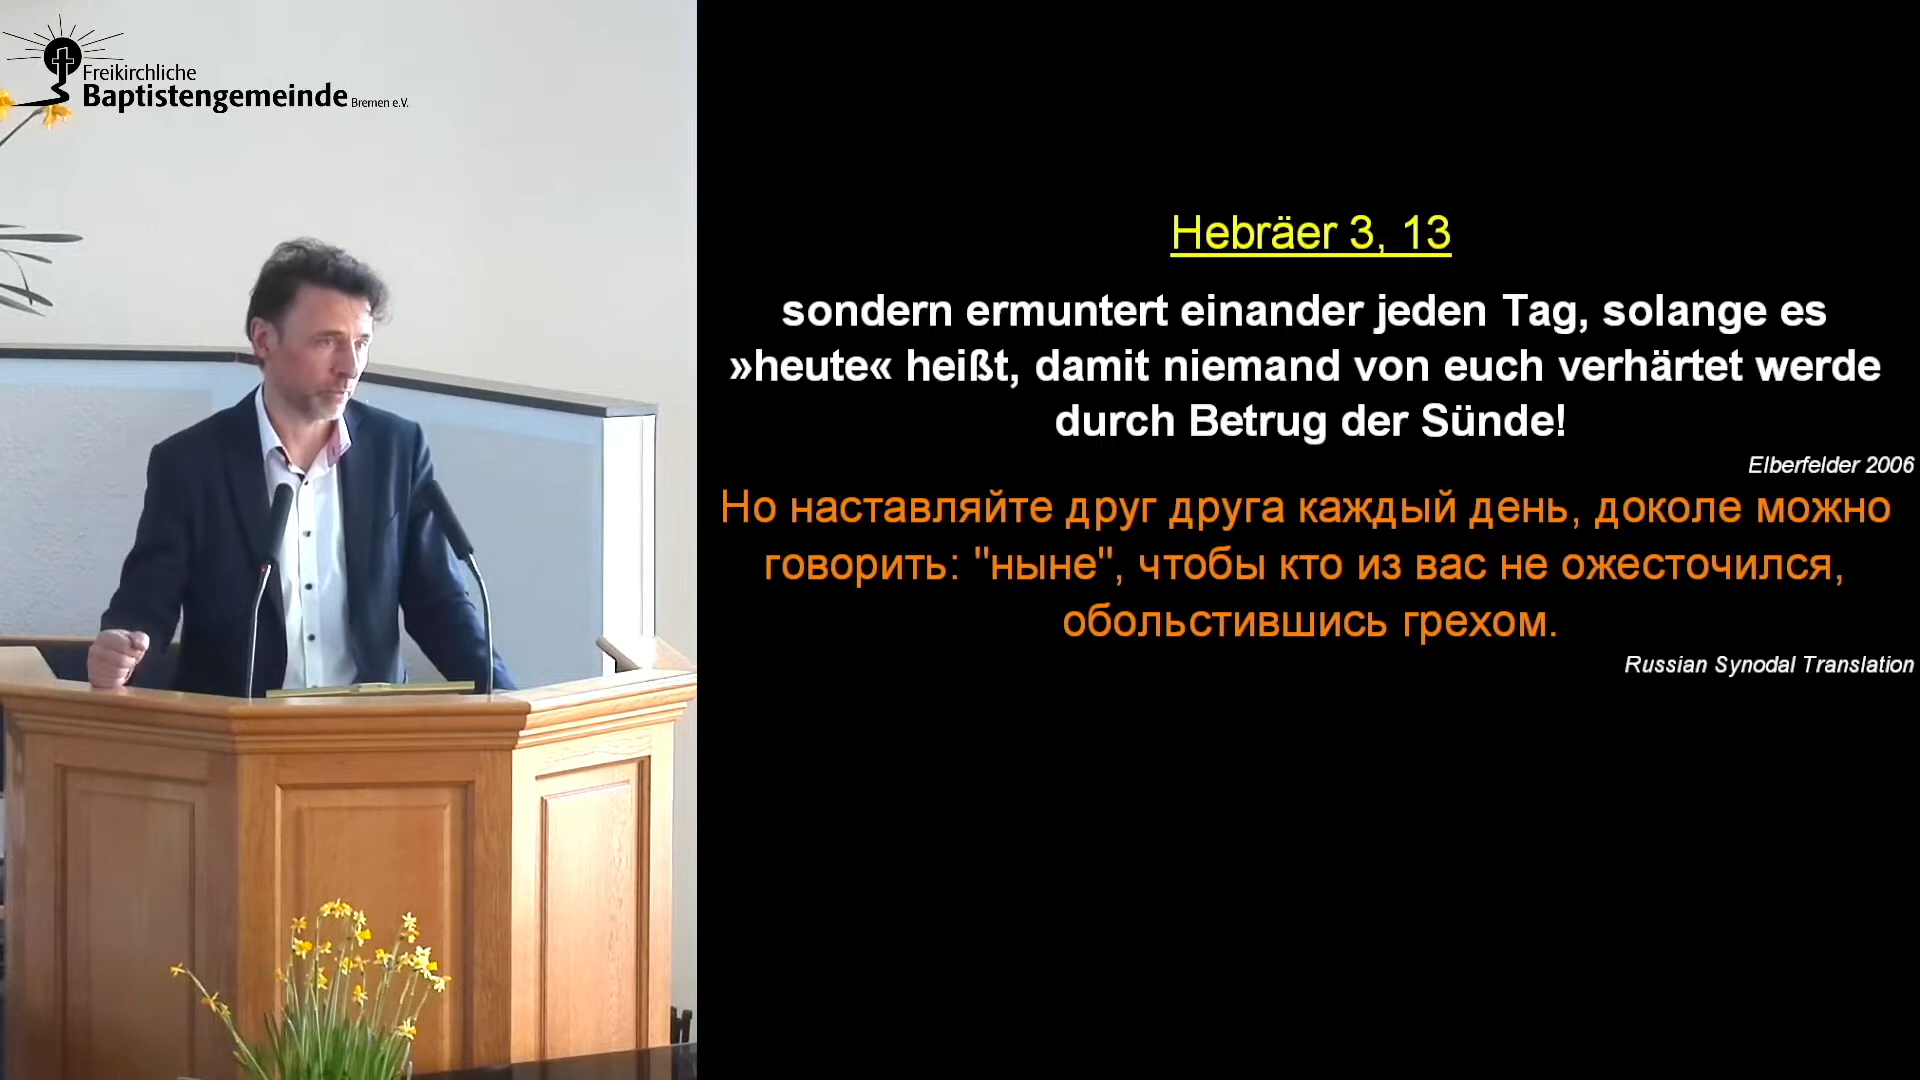 Freikirchliche
Baptistengemeinde Bremen e.V.
Hebräer 3, 13
sondern ermuntert einander jeden Tag, solange es
»heute« heißt, damit niemand von euch verhärtet werde
durch Betrug der Sünde!
Elberfelder 2006
Но наставляйте друг друга каждый день, доколе можно
говорить: "ныне", чтобы кто из вас не ожесточился,
обольстившись грехом.
Russian Synodal Translation